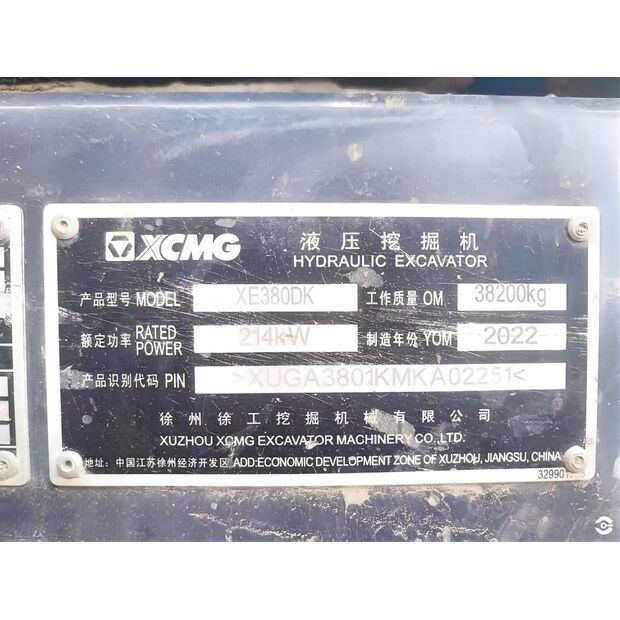 XCMG 液压挖掘机
HYDRAULIC EXCAVATOR
产品型号 MODEL XE380DK 工作质量 OM 38200kg
额定功率 RATED POWER 214kW 制造年份 YOM 2022
产品识别代码 PIN >XUGA3801KMKA02251<
徐州徐工挖掘机械有限公司
XUZHOU XCMG EXCAVATOR MACHINERY CO.,LTD.
地址: 中国江苏徐州经济开发区 ADD:ECONOMIC DEVELOPMENT ZONE OF XUZHOU, JIANGSU, CHINA